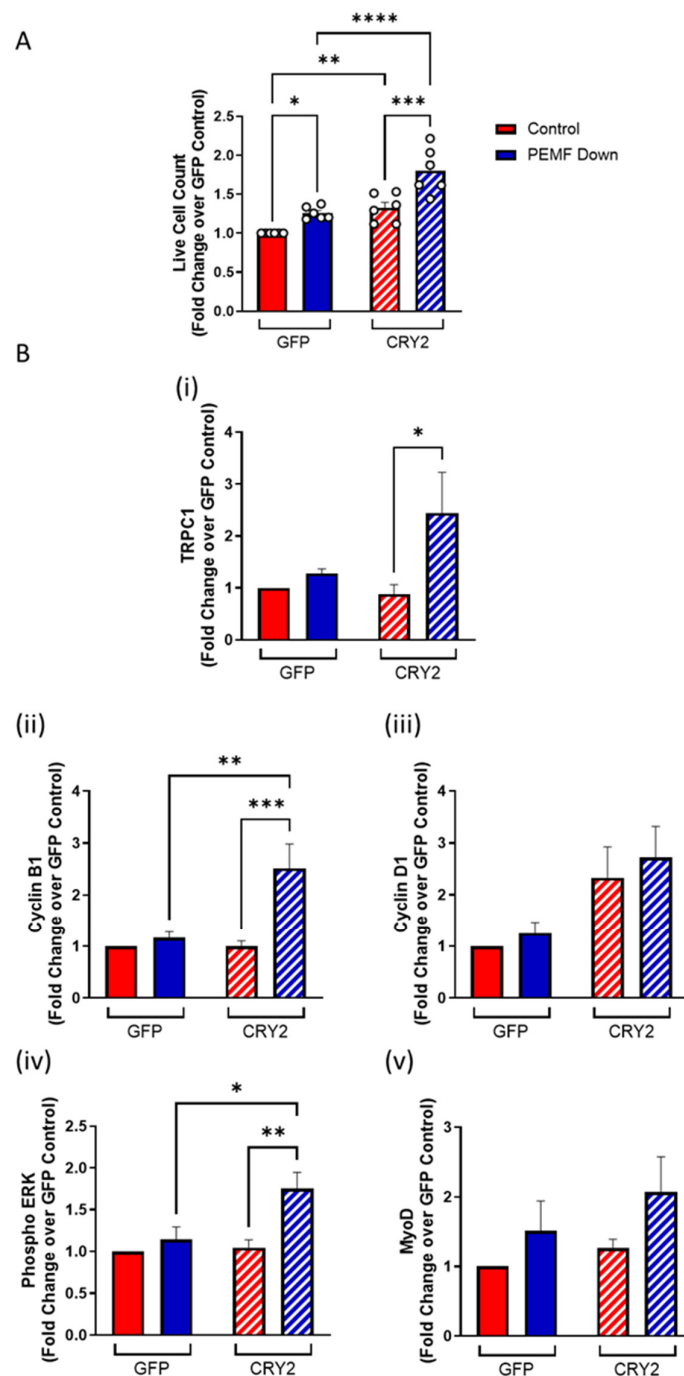 A
****
**
*
***
Control
PEMF Down
Live Cell Count
(Fold Change over GFP Control)
2.5
2.0
1.5
1.0
0.5
0.0
GFP
CRY2
B
(i)
TRPC1
(Fold Change over GFP Control)
4
3
2
1
0
*
GFP
CRY2
(ii)
Cyclin B1
(Fold Change over GFP Control)
4
3
2
1
0
**
***
GFP
CRY2
(iii)
Cyclin D1
(Fold Change over GFP Control)
4
3
2
1
0
GFP
CRY2
(iv)
Phospho ERK
(Fold Change over GFP Control)
2.5
2.0
1.5
1.0
0.5
0.0
*
**
GFP
CRY2
(v)
MyoD
(Fold Change over GFP Control)
3
2
1
0
GFP
CRY2